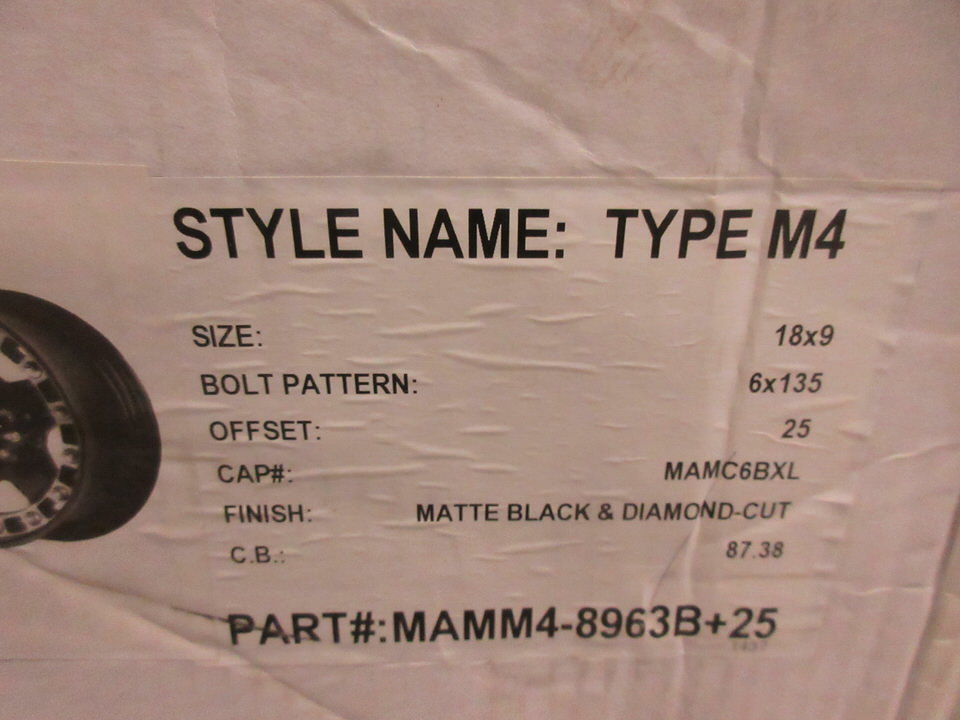 STYLE NAME: TYPE M4
SIZE: 18x9
BOLT PATTERN: 6x135
OFFSET: 25
CAP#: MAMC6BXL
FINISH: MATTE BLACK & DIAMOND-CUT
C.B.: 87.38
PART#:MAMM4-8963B+25